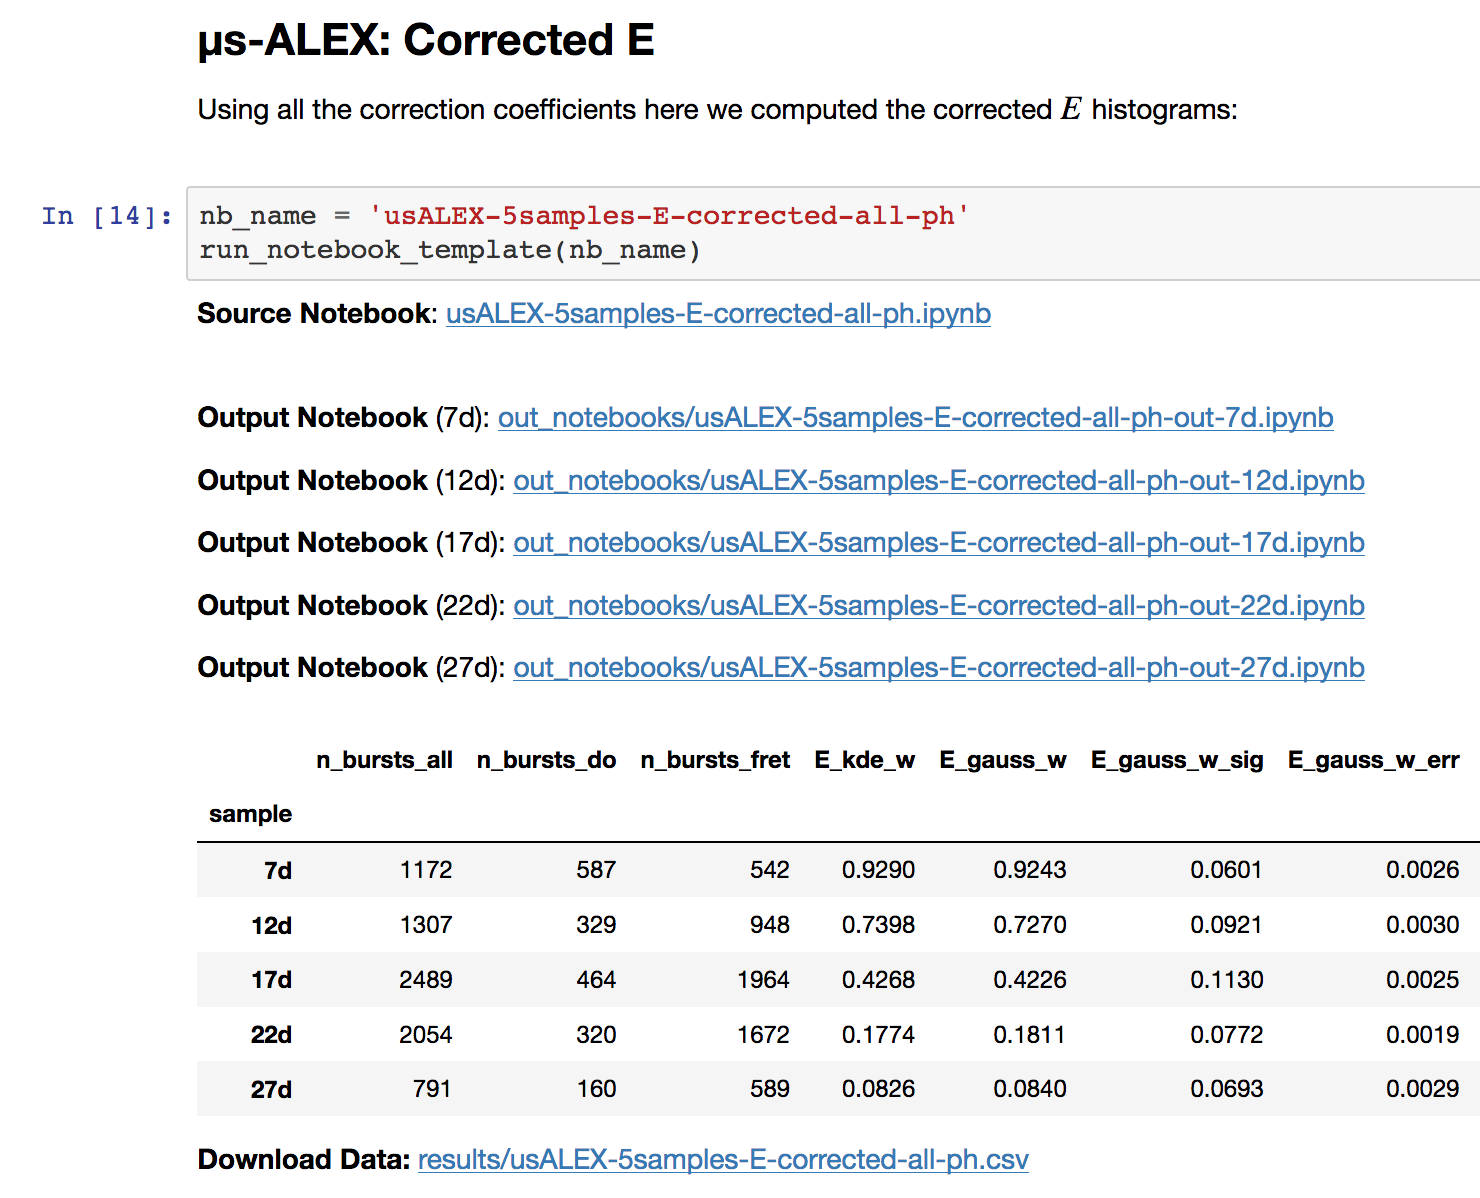 µs-ALEX: Corrected E
Using all the correction coefficients here we computed the corrected E histograms:
In [14]: nb_name = 'usALEX-5samples-E-corrected-all-ph'
run_notebook_template(nb_name)
Source Notebook: usALEX-5samples-E-corrected-all-ph.ipynb
Output Notebook (7d): out_notebooks/usALEX-5samples-E-corrected-all-ph-out-7d.ipynb
Output Notebook (12d): out_notebooks/usALEX-5samples-E-corrected-all-ph-out-12d.ipynb
Output Notebook (17d): out_notebooks/usALEX-5samples-E-corrected-all-ph-out-17d.ipynb
Output Notebook (22d): out_notebooks/usALEX-5samples-E-corrected-all-ph-out-22d.ipynb
Output Notebook (27d): out_notebooks/usALEX-5samples-E-corrected-all-ph-out-27d.ipynb
n_bursts_all n_bursts_do n_bursts_fret E_kde_w E_gauss_w E_gauss_w_sig E_gauss_w_err
sample
7d 1172 587 542 0.9290 0.9243 0.0601 0.0026
12d 1307 329 948 0.7398 0.7270 0.0921 0.0030
17d 2489 464 1964 0.4268 0.4226 0.1130 0.0025
22d 2054 320 1672 0.1774 0.1811 0.0772 0.0019
27d 791 160 589 0.0826 0.0840 0.0693 0.0029
Download Data: results/usALEX-5samples-E-corrected-all-ph.csv